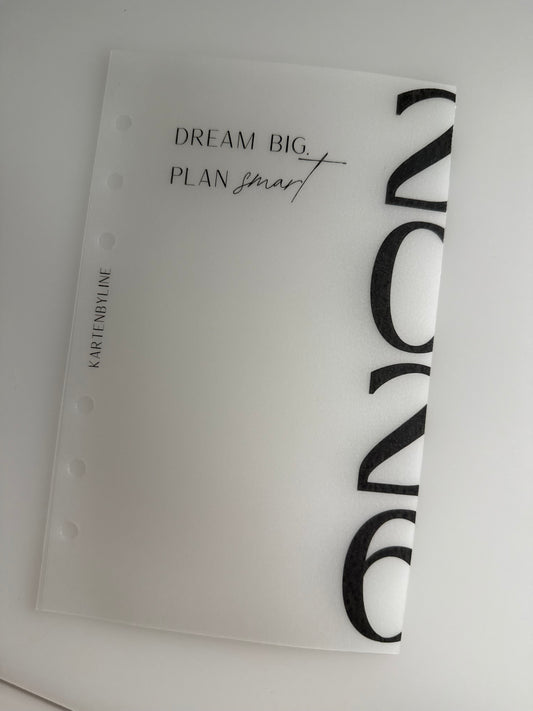 DREAM BIG.
PLAN smart
KARTENBYLINE
2026